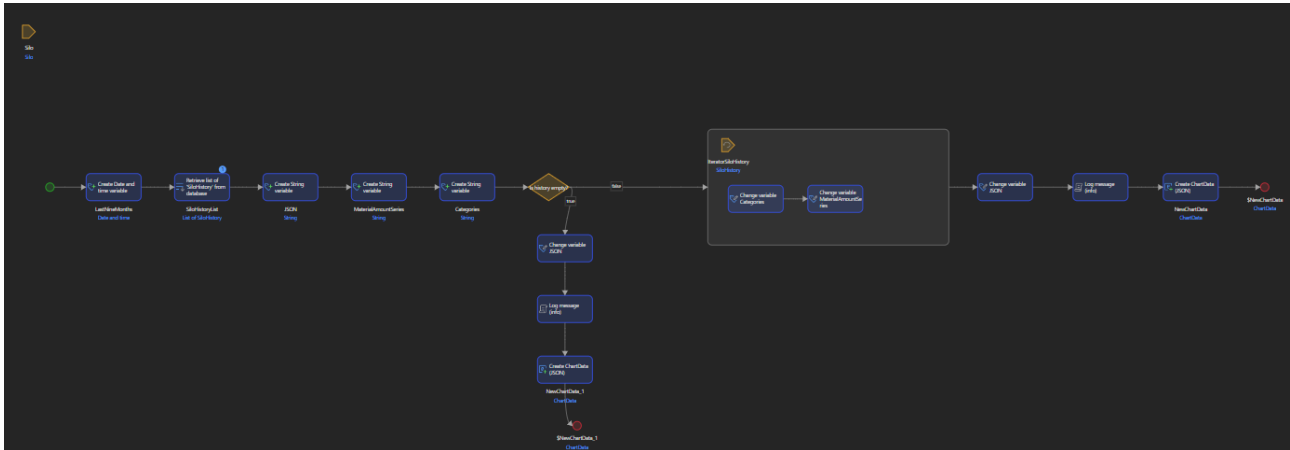 Silo
Silo
Create Date and
time variable
LastNineMonths
Date and time
Retrieve list of
'SiloHistory' from
database
SiloHistoryList
List of SiloHistory
Create String
variable
JSON
String
Create String
variable
MaterialAmountSeries
String
Create String
variable
Categories
String
is history empty?
false
true
IteratorSiloHistory
SiloHistory
Change variable
Categories
Change variable
MaterialAmountSe
ries
Change variable
JSON
Log message
(info)
Create ChartData
(JSON)
NewChartData
ChartData
$NewChartData
ChartData
Change variable
JSON
Log message
(info)
Create ChartData
(JSON)
NewChartData_1
ChartData
$NewChartData_1
ChartData